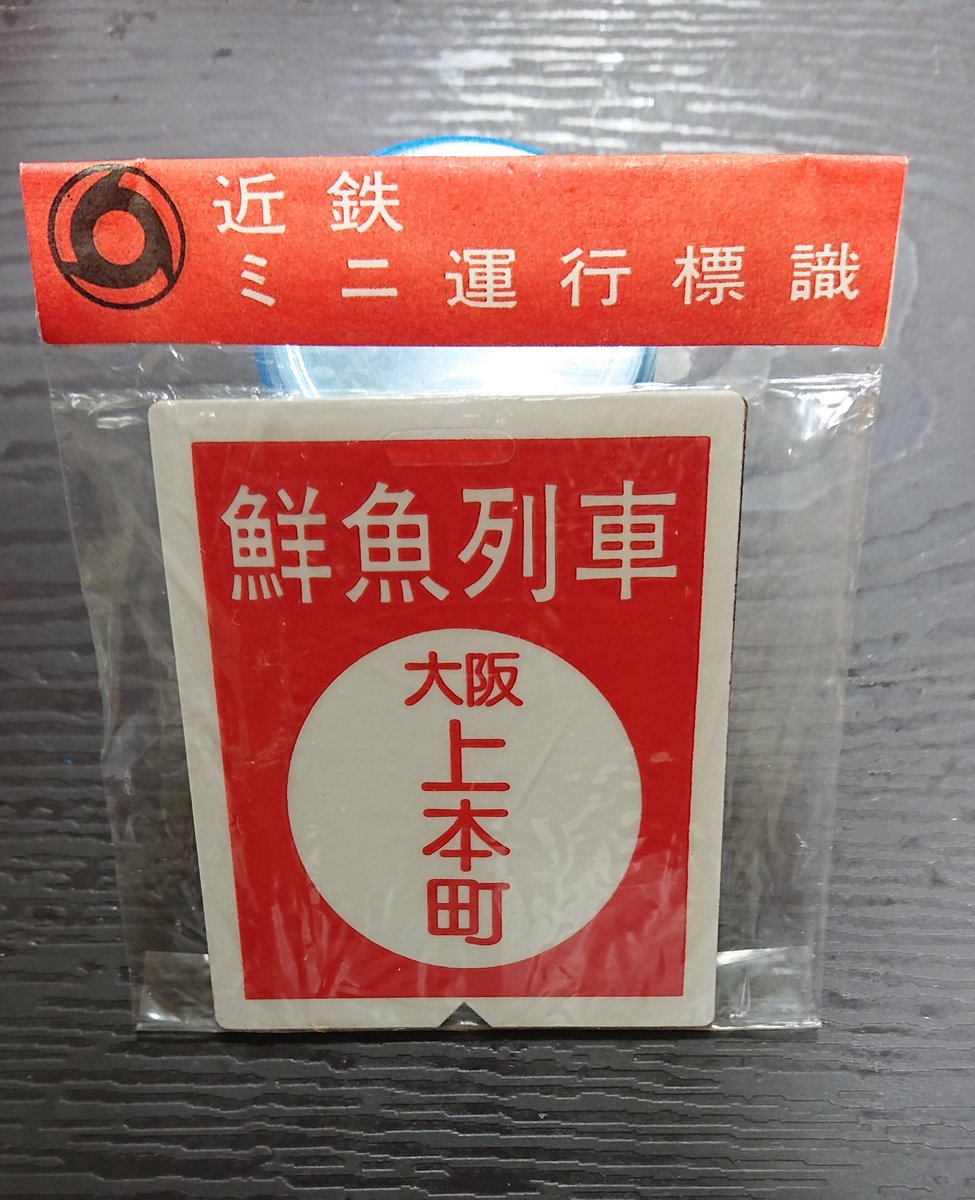 近鉄
ミニ運行標識
鮮魚列車
大阪
上本町